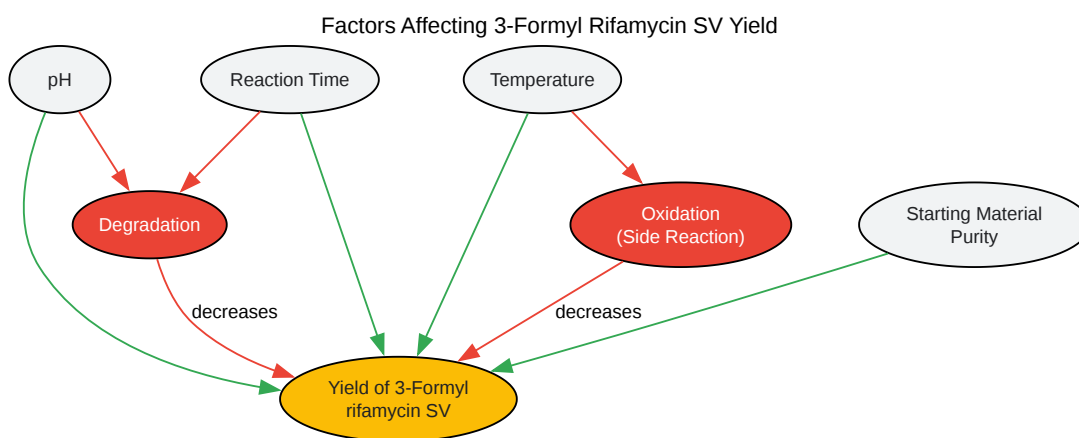 Factors Affecting 3-Formyl Rifamycin SV Yield
pH
Reaction Time
Temperature
Degradation
Oxidation
(Side Reaction)
Starting Material
Purity
decreases
decreases
Yield of 3-Formyl
rifamycin SV